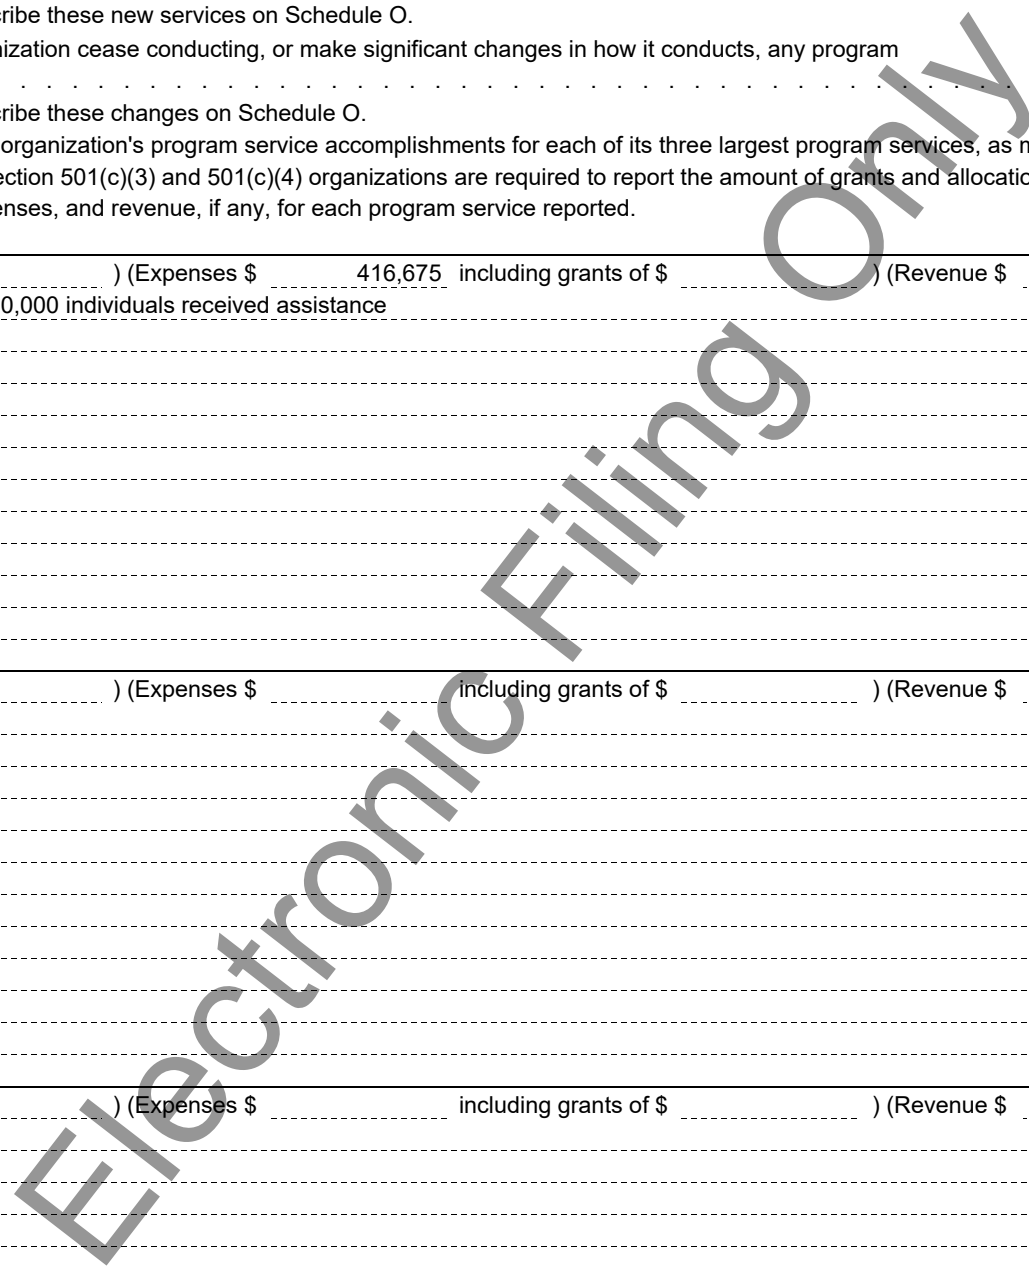 ribe these new services on Schedule O.
nization cease conducting, or make significant changes in how it conducts, any program
. . . . . . . . . . . . . . . . . . . . . . . . . . . . . . . . . . . . . . .
ribe these changes on Schedule O.
organization's program service accomplishments for each of its three largest program services, as m
ection 501(c)(3) and 501(c)(4) organizations are required to report the amount of grants and allocatio
enses, and revenue, if any, for each program service reported.
) (Expenses $ 416,675 including grants of $ ) (Revenue $
0,000 individuals received assistance
) (Expenses $ including grants of $ ) (Revenue $
) (Expenses $ including grants of $ ) (Revenue $
Electronic Filing Only